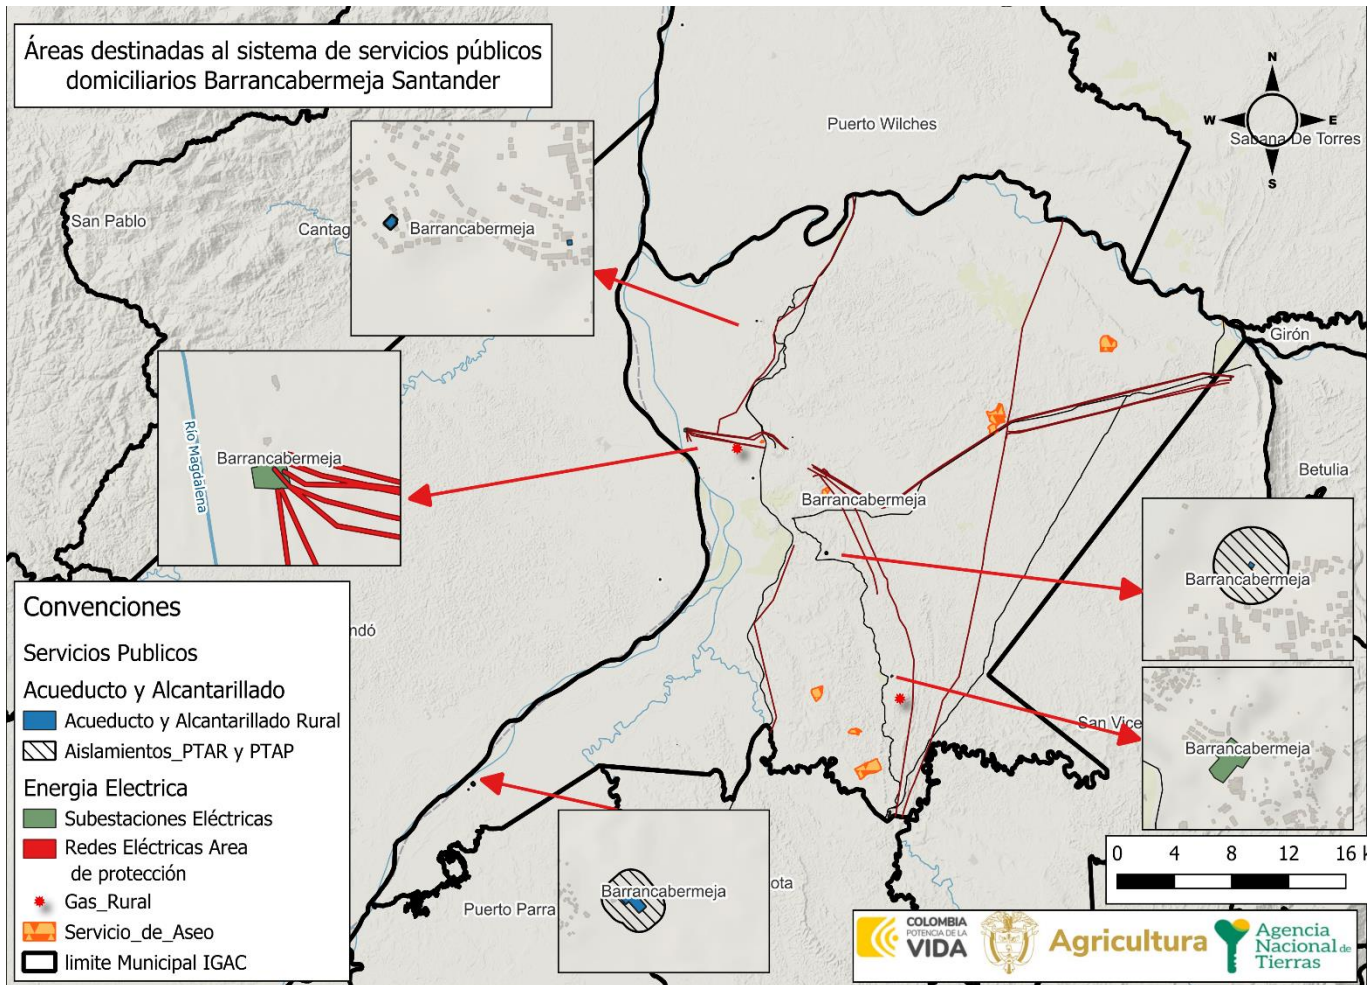 Áreas destinadas al sistema de servicios públicos
domiciliarios Barrancabermeja Santander
N
W
E
S
Puerto Wilches
Sabana De Torres
San Pablo
Cantag
Barrancabermeja
Girón
Río Magdalena
Barrancabermeja
Betulia
Barrancabermeja
Barrancabermeja
ndó
San Vice
Barrancabermeja
Puerto Parra
Barrancabermeja
ota
Convenciones
Servicios Publicos
Acueducto y Alcantarillado
Acueducto y Alcantarillado Rural
Aislamientos_PTAR y PTAP
Energia Electrica
Subestaciones Eléctricas
Redes Eléctricas Area
de protección
Gas_Rural
Servicio_de_Aseo
limite Municipal IGAC
0 4 8 12 16 k
COLOMBIA
POTENCIA DE LA
VIDA
Agricultura
Agencia
Nacional de
Tierras